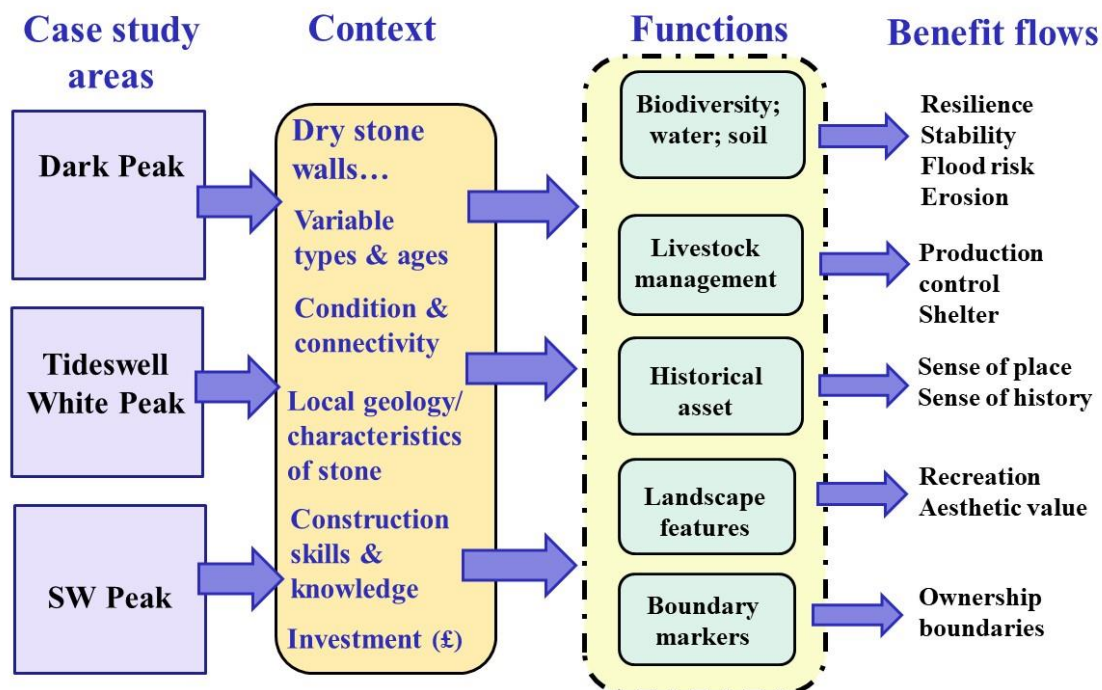 Case study
areas
Context
Functions
Benefit flows
Dark Peak
Tideswell
White Peak
SW Peak
Dry stone
walls…
Variable
types & ages
Condition &
connectivity
Local geology/
characteristics
of stone
Construction
skills &
knowledge
Investment (£)
Biodiversity;
water; soil
Livestock
management
Historical
asset
Landscape
features
Boundary
markers
Resilience
Stability
Flood risk
Erosion
Production
control
Shelter
Sense of place
Sense of history
Recreation
Aesthetic value
Ownership
boundaries